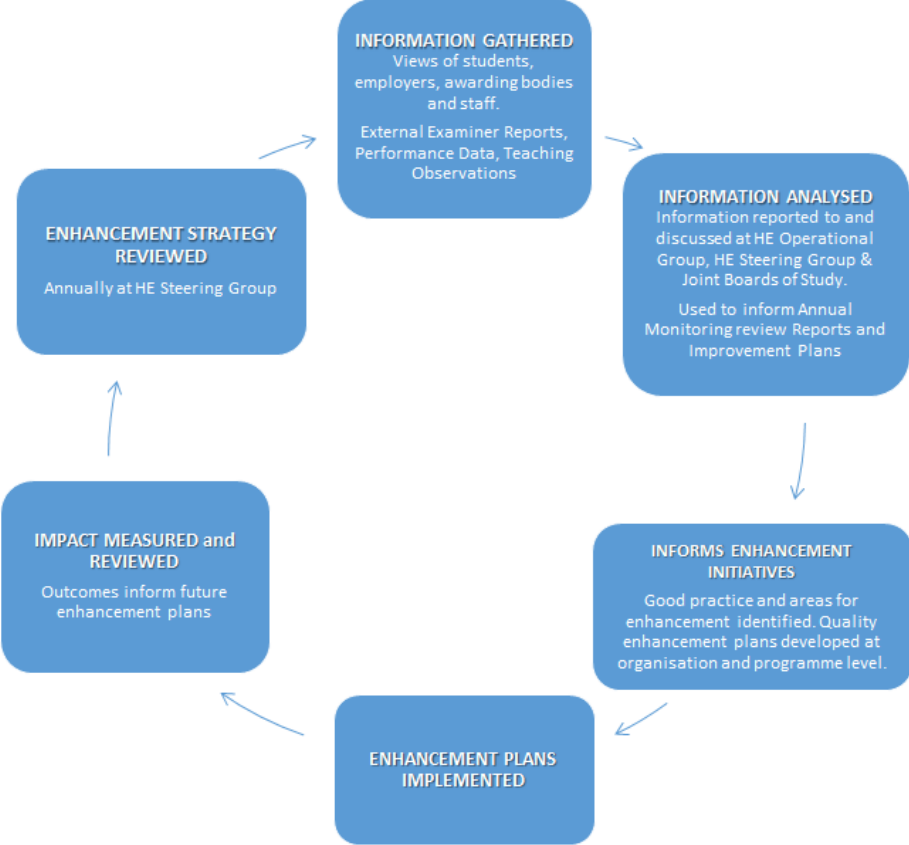 INFORMATION GATHERED
Views of students,
employers, awarding bodies
and staff.
External Examiner Reports,
Performance Data, Teaching
Observations
INFORMATION ANALYSED
Information reported to and
discussed at HE Operational
Group, HE Steering Group &
Joint Boards of Study.
Used to inform Annual
Monitoring review Reports and
Improvement Plans
INFORMS ENHANCEMENT
INITIATIVES
Good practice and areas for
enhancement identified. Quality
enhancement plans developed at
organisation and programme level.
ENHANCEMENT PLANS
IMPLEMENTED
IMPACT MEASURED and
REVIEWED
Outcomes inform future
enhancement plans
ENHANCEMENT STRATEGY
REVIEWED
Annually at HE Steering Group